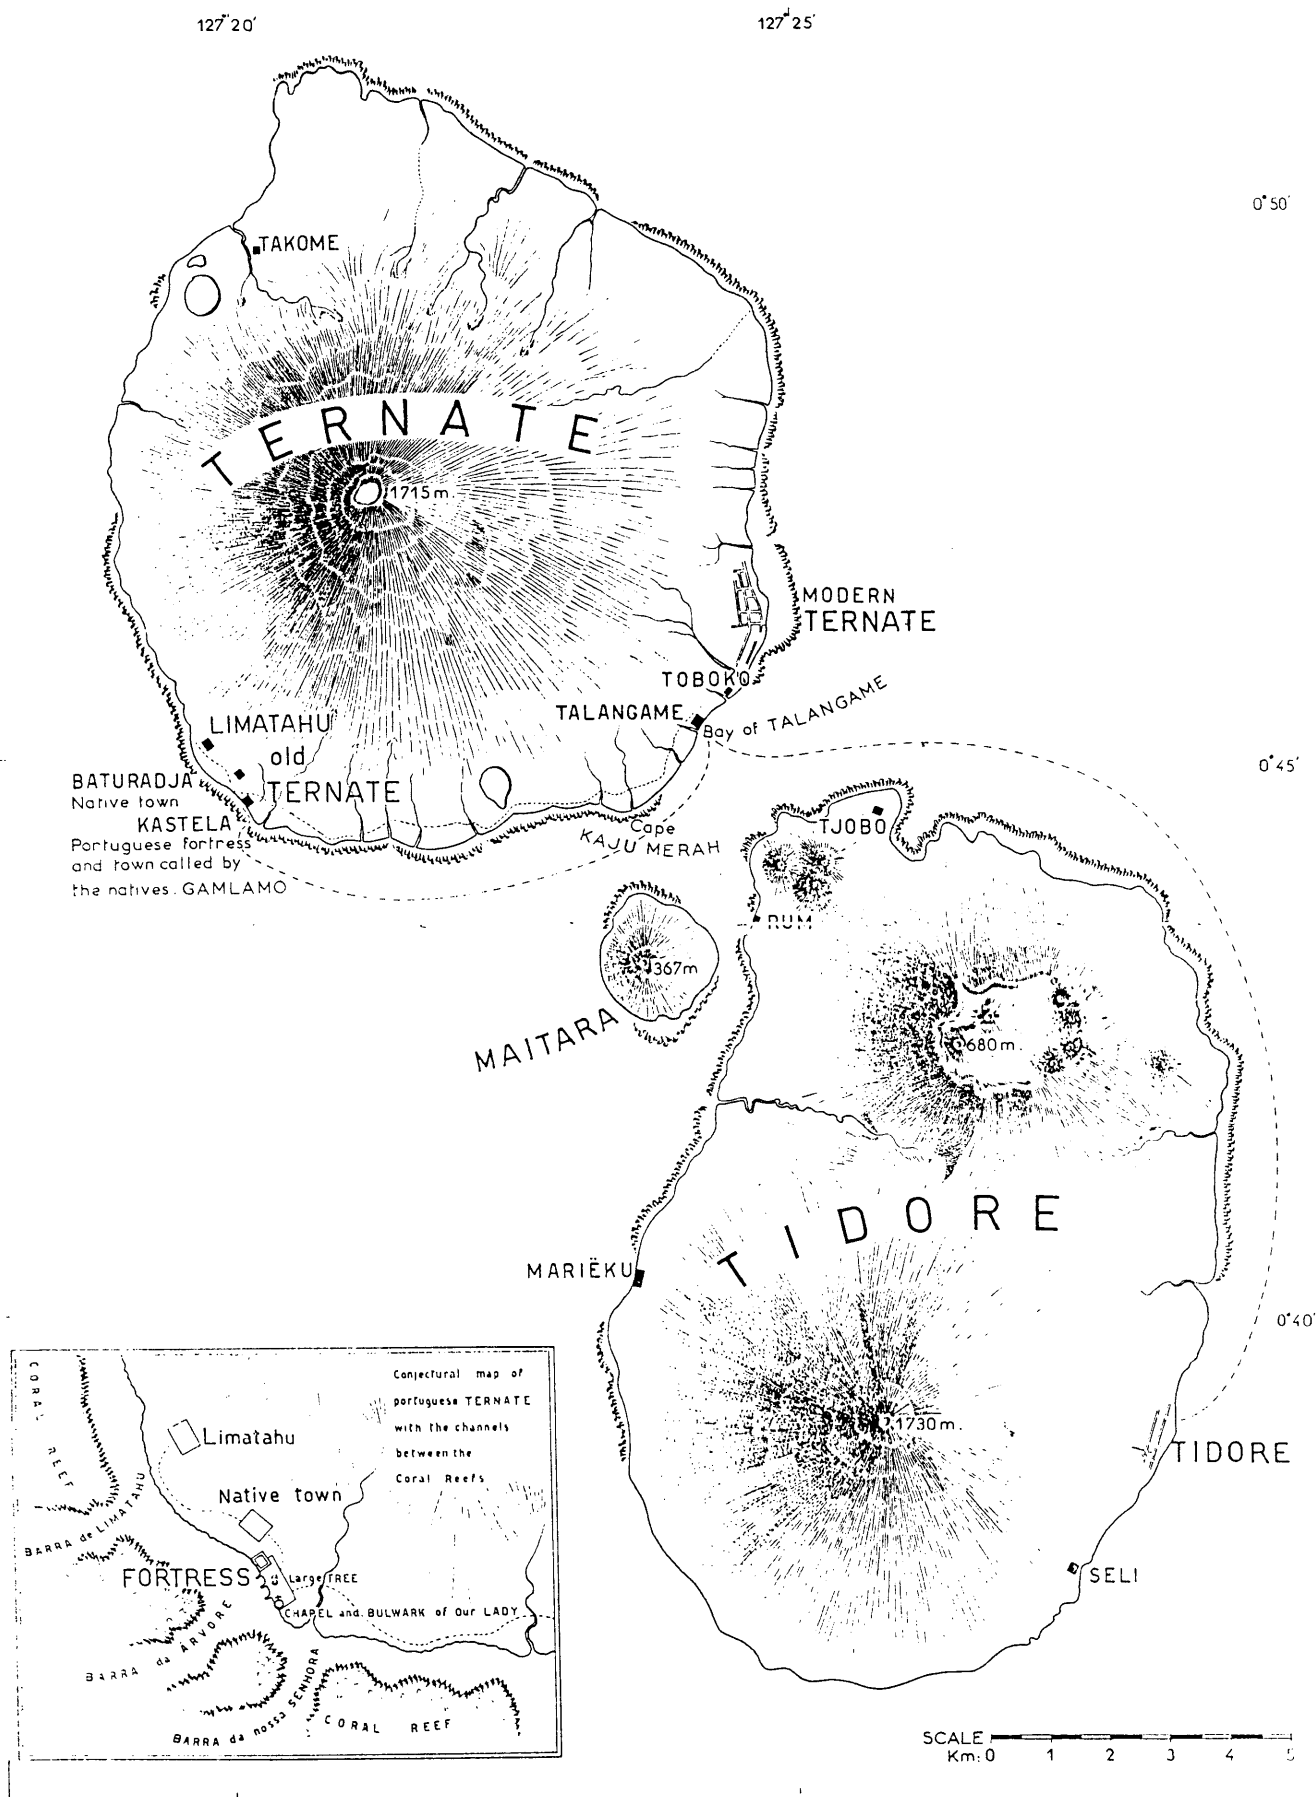 127°20'
127°25'
0°50'
TAKOME
TERNATE
1715m.
MODERN
TERNATE
TOBOKO
TALANGAME
Bay of TALANGAME
LIMATAHU
old
TERNATE
0°45'
BATURADJA
Native town
KASTELA
Portuguese fortress
and town called by
the natives. GAMLAMO
Cape
KAJU MERAH
TJOBO
RUM
367m
MAITARA
680m.
TIDORE
MARIËKU
0°40'
1730m.
TIDORE
SELI
CORAL REEF
Conjectural map of
portuguese TERNATE
with the channels
between the
Coral Reefs
Limatahu
Native town
BARRA de LIMATAHU
FORTRESS
Large TREE
CHAPEL and BULWARK of Our LADY
BARRA da ARVORE
BARRA da nossa SENHORA
CORAL REEF
SCALE
Km: 0 1 2 3 4 5